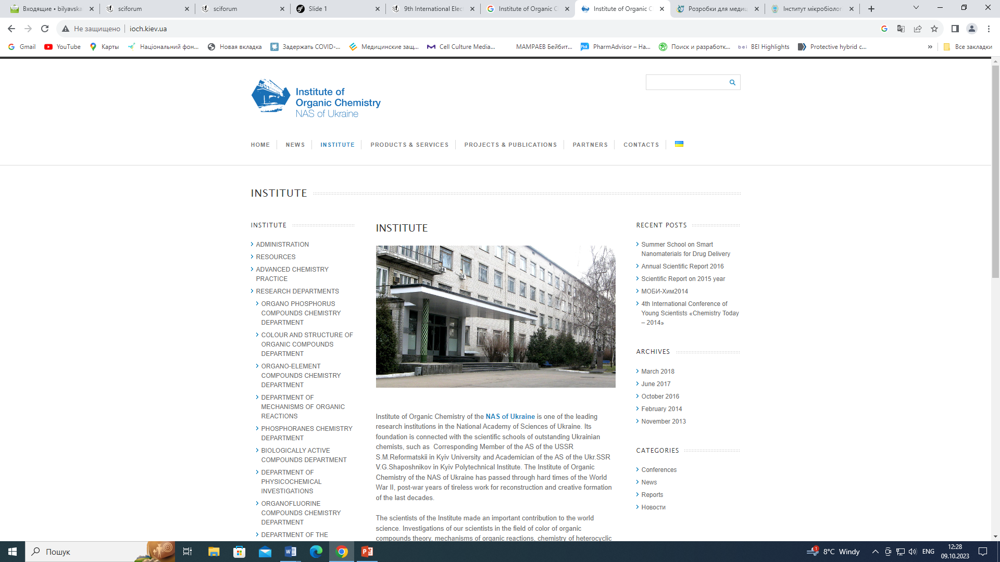 Входящие • bilyavska
sciforum
sciforum
Slide 1
9th International Elec
Institute of Organic C
Institute of Organic C
Розробки для медиц
Інститут мікробіолог
Не защищено
ioch.kiev.ua
Gmail
YouTube
Карты
Національний фон...
Новая вкладка
Задержать COVID-...
Медицинские защ...
Cell Culture Media...
МАМРАЕВ Бейбит...
PharmAdvisor – На...
Поиск и разработк...
bei BEI Highlights
Protective hybrid c...
»
Все закладки
Institute of
Organic Chemistry
NAS of Ukraine
HOME
NEWS
INSTITUTE
PRODUCTS & SERVICES
PROJECTS & PUBLICATIONS
PARTNERS
CONTACTS
INSTITUTE
INSTITUTE
ADMINISTRATION
RESOURCES
ADVANCED CHEMISTRY
PRACTICE
RESEARCH DEPARTMENTS
ORGANO PHOSPHORUS
COMPOUNDS CHEMISTRY
DEPARTMENT
COLOUR AND STRUCTURE OF
ORGANIC COMPOUNDS
DEPARTMENT
ORGANO-ELEMENT
COMPOUNDS CHEMISTRY
DEPARTMENT
DEPARTMENT OF
MECHANISMS OF ORGANIC
REACTIONS
PHOSPHORANES CHEMISTRY
DEPARTMENT
BIOLOGICALLY ACTIVE
COMPOUNDS DEPARTMENT
DEPARTMENT OF
PHYSICOCHEMICAL
INVESTIGATIONS
ORGANOFLUORINE
COMPOUNDS CHEMISTRY
DEPARTMENT
DEPARTMENT OF THE
INSTITUTE
Institute of Organic Chemistry of the NAS of Ukraine is one of the leading
research institutions in the National Academy of Sciences of Ukraine. Its
foundation is connected with the scientific schools of outstanding Ukrainian
chemists, such as Corresponding Member of the AS of the USSR
S.M.Reformatskii in Kyiv University and Academician of the AS of the Ukr.SSR
V.G.Shaposhnikov in Kyiv Polytechnical Institute. The Institute of Organic
Chemistry of the NAS of Ukraine has passed through hard times of the World
War II, post-war years of tireless work for reconstruction and creative formation
of the last decades.
The scientists of the Institute made an important contribution to the world
science. Investigations of our scientists in the field of color of organic
compounds theory, mechanisms of organic reactions, chemistry of heterocyclic
RECENT POSTS
Summer School on Smart
Nanomaterials for Drug Delivery
Annual Scientific Report 2016
Scientific Report on 2015 year
МОБИ-Хим2014
4th International Conference of
Young Scientists «Chemistry Today
– 2014»
ARCHIVES
March 2018
June 2017
October 2016
February 2014
November 2013
CATEGORIES
Conferences
News
Reports
Новости
Пошук
1
8°C Windy
ENG
12:28
09.10.2023